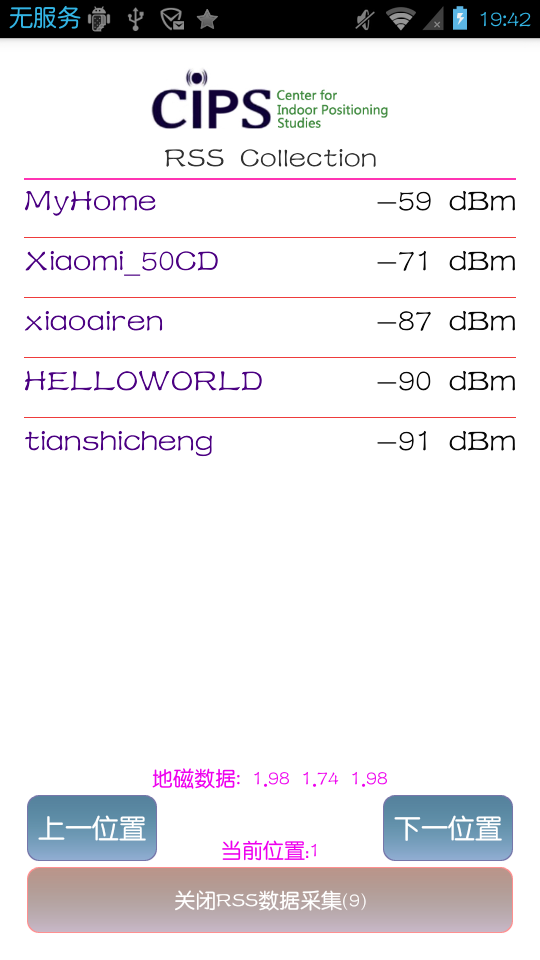 无服务 19:42
CIPS Center for
Indoor Positioning
Studies
RSS Collection
MyHome -59 dBm
Xiaomi_50CD -71 dBm
xiaoairen -87 dBm
HELLOWORLD -90 dBm
tianshicheng -91 dBm
地磁数据: 1.98 1.74 1.98
上一位置 下一位置
当前位置:1
关闭RSS数据采集(9)